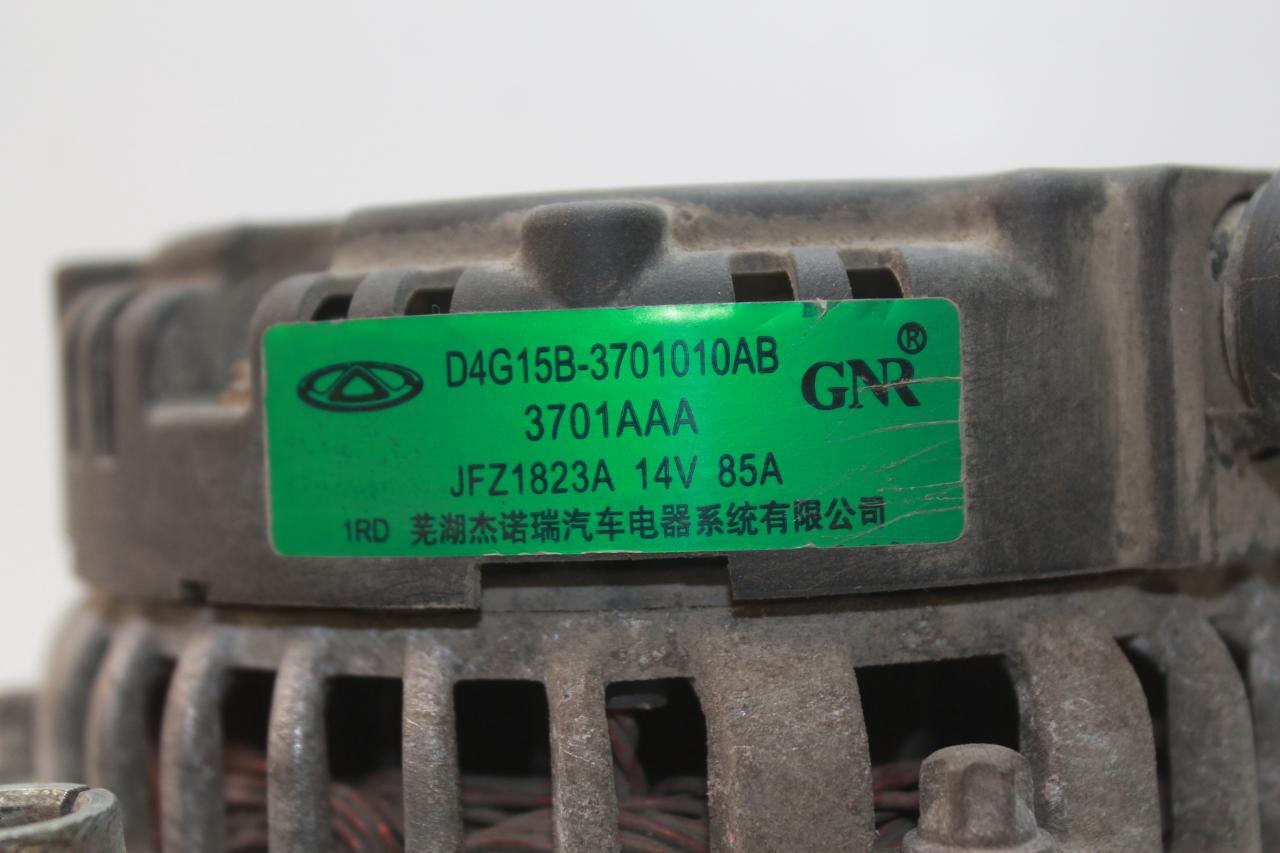 D4G15B-3701010AB
GNR®
3701AAA
JFZ1823A 14V 85A
1RD 芜湖杰诺瑞汽车电器系统有限公司